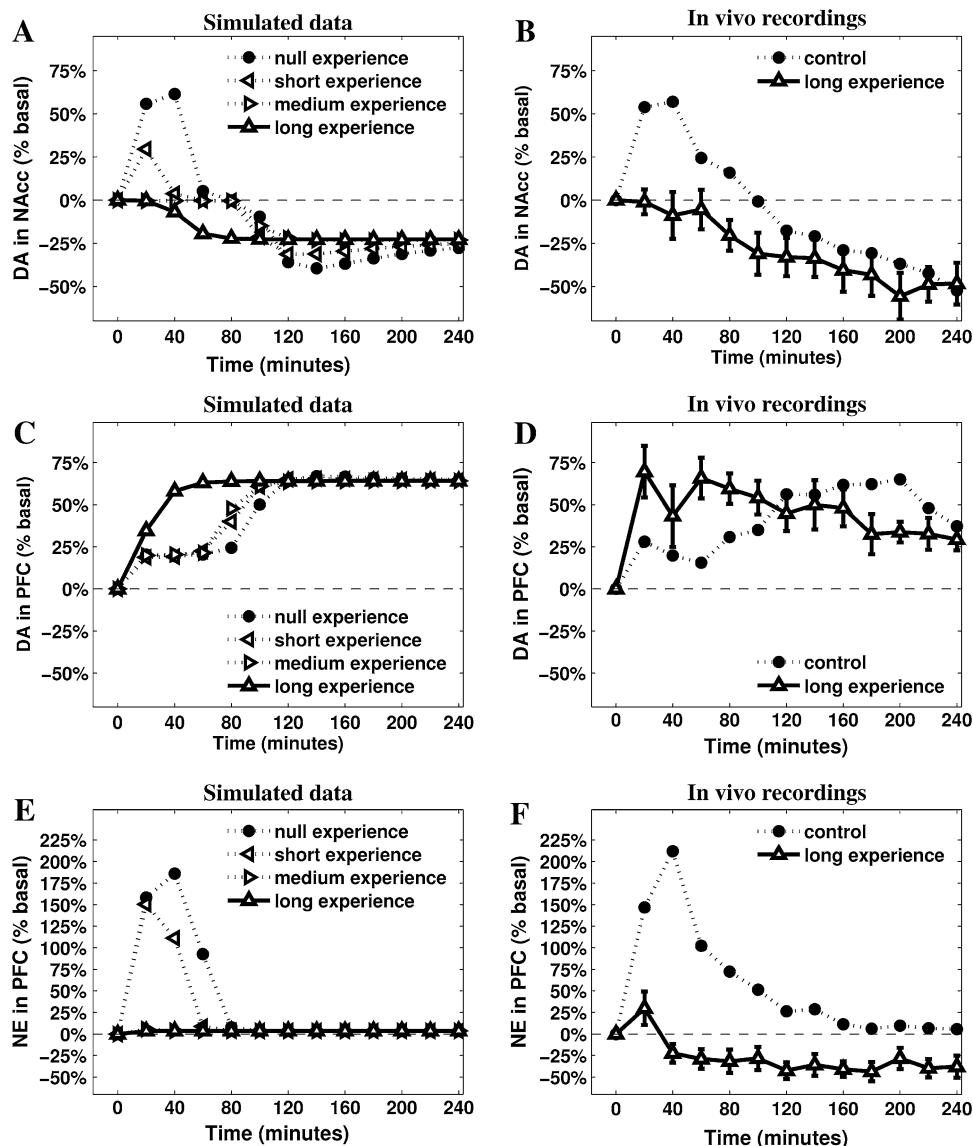 A
Simulated data
DA in NAcc (% basal)
75%
50%
25%
0%
−25%
−50%
null experience
short experience
medium experience
long experience
0 40 80 120 160 200 240
Time (minutes)
B
In vivo recordings
DA in NAcc (% basal)
75%
50%
25%
0%
−25%
−50%
control
long experience
0 40 80 120 160 200 240
Time (minutes)
C
Simulated data
DA in PFC (% basal)
75%
50%
25%
0%
−25%
−50%
null experience
short experience
medium experience
long experience
0 40 80 120 160 200 240
Time (minutes)
D
In vivo recordings
DA in PFC (% basal)
75%
50%
25%
0%
−25%
−50%
control
long experience
0 40 80 120 160 200 240
Time (minutes)
E
Simulated data
NE in PFC (% basal)
225%
200%
175%
150%
125%
100%
75%
50%
25%
0%
−25%
−50%
null experience
short experience
medium experience
long experience
0 40 80 120 160 200 240
Time (minutes)
F
In vivo recordings
NE in PFC (% basal)
225%
200%
175%
150%
125%
100%
75%
50%
25%
0%
−25%
−50%
control
long experience
0 40 80 120 160 200 240
Time (minutes)